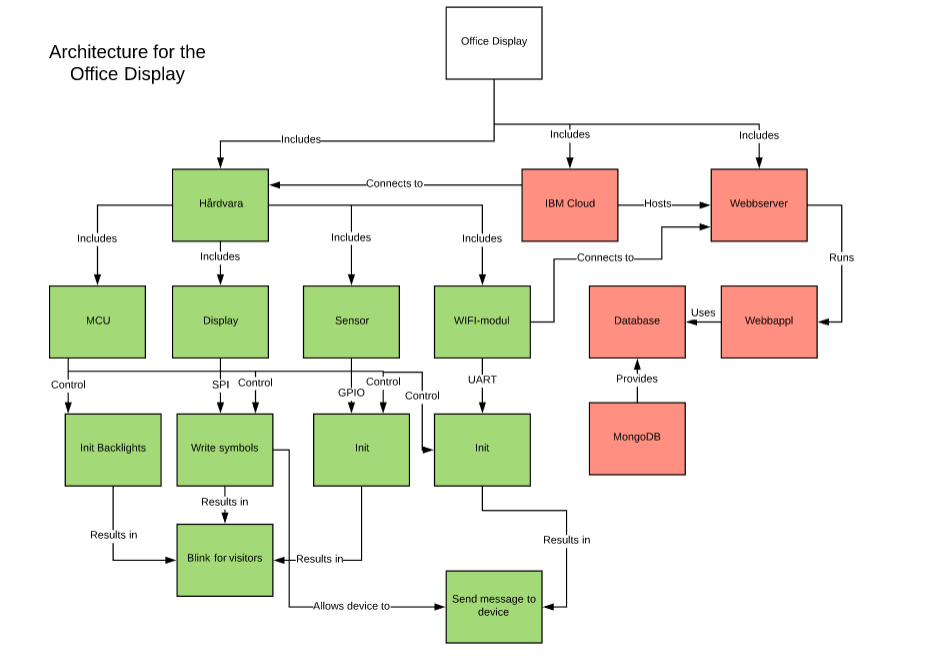 Office Display
Architecture for the
Office Display
Includes
Includes
Includes
Hårdvara
Connects to
IBM Cloud
Hosts
Webbserver
Includes
Includes
Includes
Includes
Connects to
Runs
MCU
Display
Sensor
WIFI-modul
Database
Uses
Webbappl
Control
SPI
Control
GPIO
Control
Control
UART
Provides
MongoDB
Init Backlights
Write symbols
Init
Init
Results in
Results in
Results in
Results in
Blink for visitors
Allows device to
Send message to
device